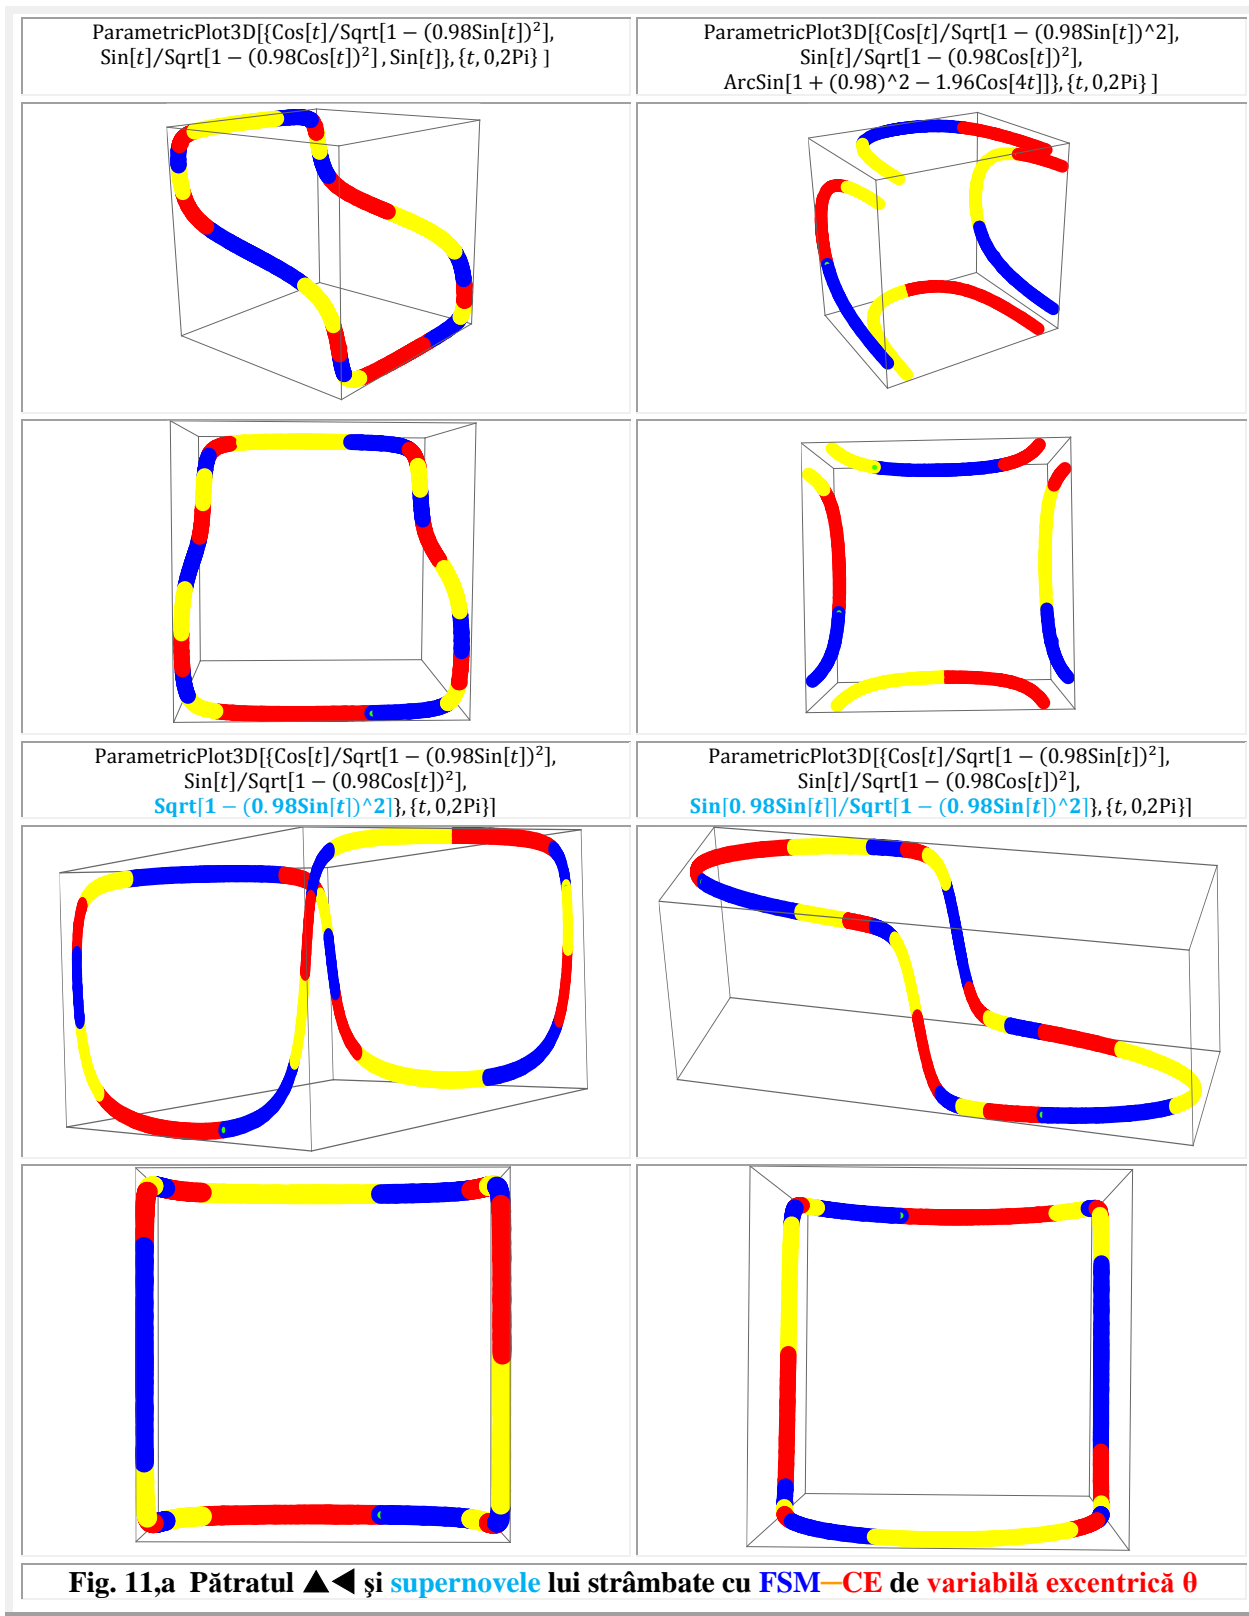 ParametricPlot3D[{Cos[t]/Sqrt[1 − (0.98Sin[t])²],
Sin[t]/Sqrt[1 − (0.98Cos[t])²] , Sin[t]}, {t, 0,2Pi} ]
ParametricPlot3D[{Cos[t]/Sqrt[1 − (0.98Sin[t])^2],
Sin[t]/Sqrt[1 − (0.98Cos[t])²],
ArcSin[1 + (0.98)^2 − 1.96Cos[4t]]}, {t, 0,2Pi} ]
ParametricPlot3D[{Cos[t]/Sqrt[1 − (0.98Sin[t])²],
Sin[t]/Sqrt[1 − (0.98Cos[t])²],
Sqrt[1 − (0.98Sin[t])^2]}, {t, 0,2Pi}]
ParametricPlot3D[{Cos[t]/Sqrt[1 − (0.98Sin[t])²],
Sin[t]/Sqrt[1 − (0.98Cos[t])²],
Sin[0.98Sin[t]]/Sqrt[1 − (0.98Sin[t])^2]}, {t, 0,2Pi}]
Fig. 11,a Pătratul ▲◄ şi supernovele lui strâmbate cu FSM─CE de variabilă excentrică θ